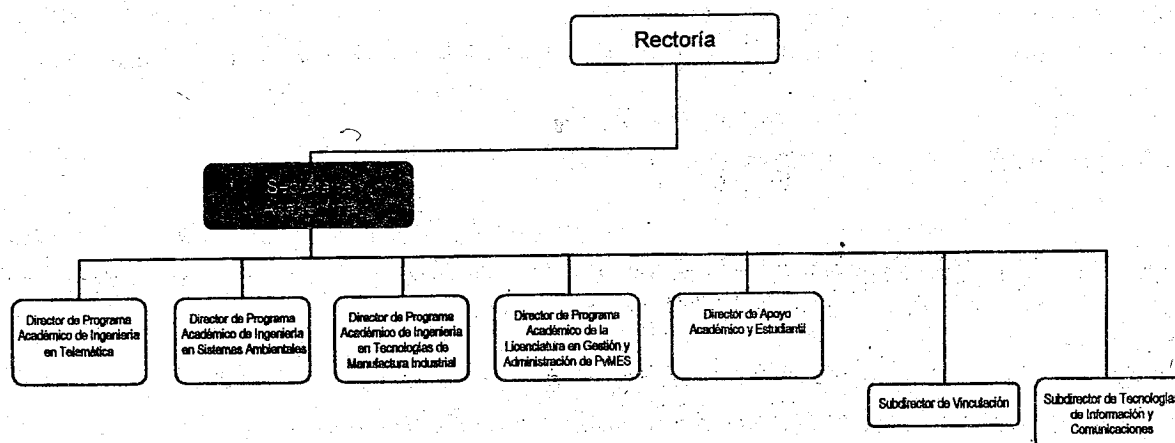 Rectoría
Secretaría
Académica
Director de Programa
Académico de Ingeniería
en Telemática
Director de Programa
Académico de Ingeniería
en Sistemas Ambientales
Director de Programa
Académico de Ingeniería
en Tecnologías de
Manufactura Industrial
Director de Programa
Académico de la
Licenciatura en Gestión y
Administración de PyMES
Director de Apoyo
Académico y Estudiantil
Subdirector de Vinculación
Subdirector de Tecnologías
de Información y
Comunicaciones